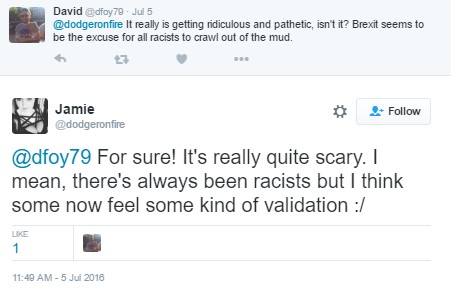 David @dfoy79 · Jul 5
@dodgeronfire It really is getting ridiculous and pathetic, isn't it? Brexit seems to
be the excuse for all racists to crawl out of the mud.
Jamie
@dodgeronfire
Follow
@dfoy79 For sure! It's really quite scary. I
mean, there's always been racists but I think
some now feel some kind of validation :/
LIKE
1
11:49 AM - 5 Jul 2016